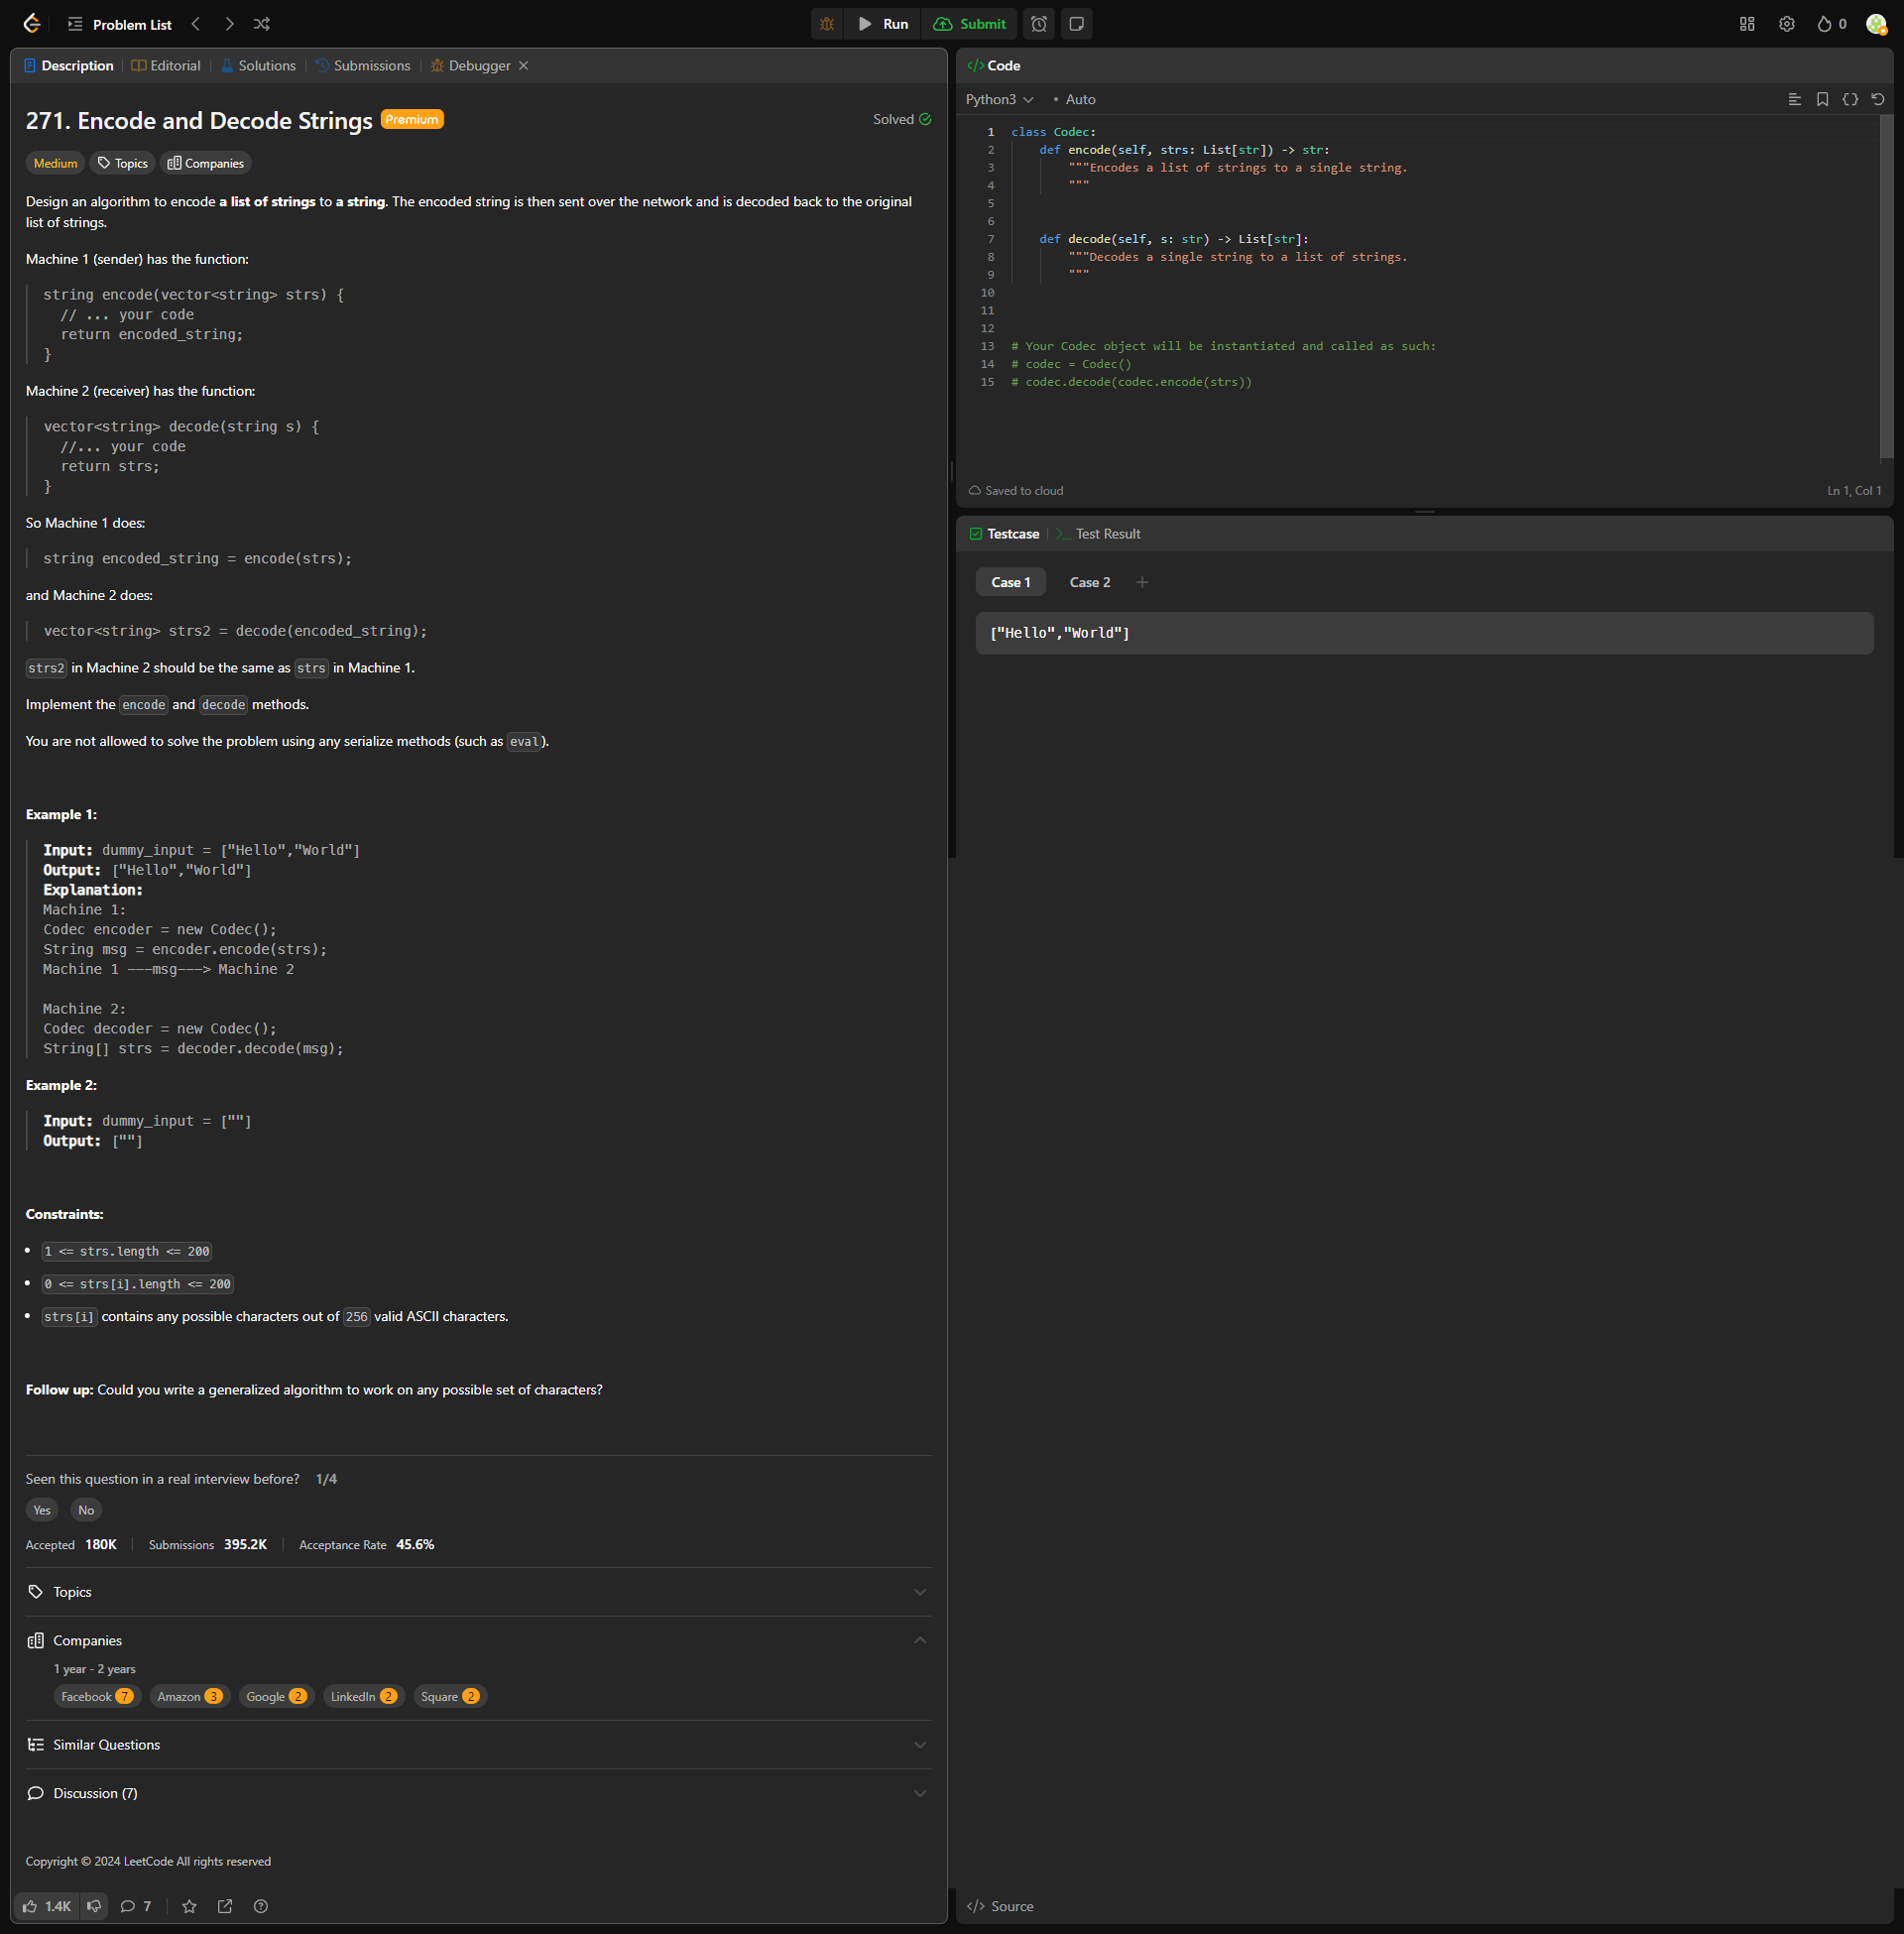 Problem List
Run
Submit
0
Description
Editorial
Solutions
Submissions
Debugger
271. Encode and Decode Strings
Premium
Solved
Medium
Topics
Companies
Design an algorithm to encode a list of strings to a string. The encoded string is then sent over the network and is decoded back to the original
list of strings.
Machine 1 (sender) has the function:
string encode(vector<string> strs) {
  // ... your code
  return encoded_string;
}
Machine 2 (receiver) has the function:
vector<string> decode(string s) {
  //... your code
  return strs;
}
So Machine 1 does:
string encoded_string = encode(strs);
and Machine 2 does:
vector<string> strs2 = decode(encoded_string);
strs2 in Machine 2 should be the same as strs in Machine 1.
Implement the encode and decode methods.
You are not allowed to solve the problem using any serialize methods (such as eval).
Example 1:
Input: dummy_input = ["Hello","World"]
Output: ["Hello","World"]
Explanation:
Machine 1:
Codec encoder = new Codec();
String msg = encoder.encode(strs);
Machine 1 ---msg---> Machine 2
Machine 2:
Codec decoder = new Codec();
String[] strs = decoder.decode(msg);
Example 2:
Input: dummy_input = [""]
Output: [""]
Constraints:
• 1 <= strs.length <= 200
• 0 <= strs[i].length <= 200
• strs[i] contains any possible characters out of 256 valid ASCII characters.
Follow up: Could you write a generalized algorithm to work on any possible set of characters?
Seen this question in a real interview before? 1/4
Yes
No
Accepted 180K
Submissions 395.2K
Acceptance Rate 45.6%
Topics
Companies
1 year - 2 years
Facebook 7
Amazon 3
Google 2
LinkedIn 2
Square 2
Similar Questions
Discussion (7)
Copyright © 2024 LeetCode All rights reserved
1.4K
7
</> Code
Python3
• Auto
1 class Codec:
2     def encode(self, strs: List[str]) -> str:
3         """Encodes a list of strings to a single string.
4         """
5
6
7     def decode(self, s: str) -> List[str]:
8         """Decodes a single string to a list of strings.
9         """
10
11
12
13 # Your Codec object will be instantiated and called as such:
14 # codec = Codec()
15 # codec.decode(codec.encode(strs))
Saved to cloud
Ln 1, Col 1
Testcase
>_ Test Result
Case 1
Case 2
+
["Hello","World"]
</> Source